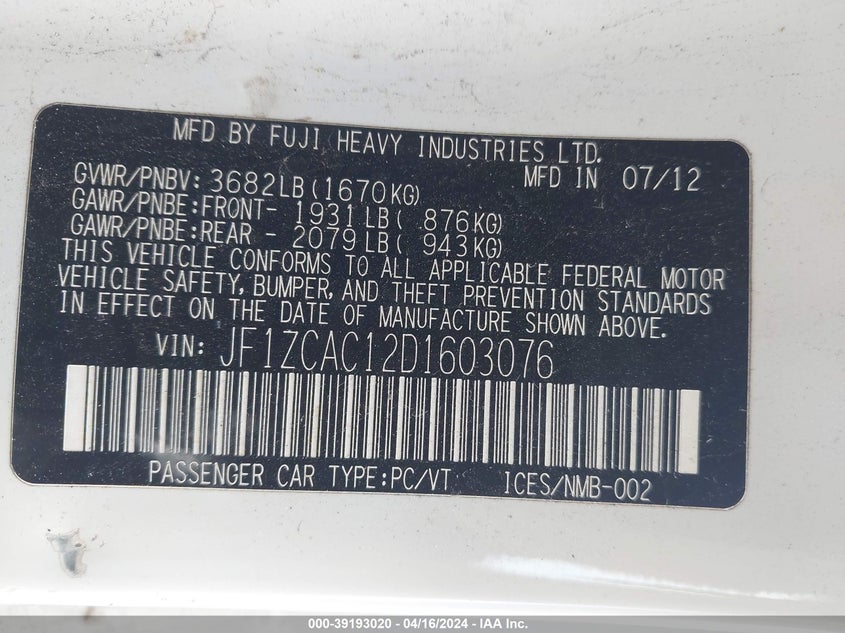 MFD BY FUJI HEAVY INDUSTRIES LTD.
GVWR/PNBV: 3682LB(1670KG) MFD IN 07/12
GAWR/PNBE:FRONT- 1931LB( 876KG)
GAWR/PNBE:REAR - 2079LB( 943KG)
THIS VEHICLE CONFORMS TO ALL APPLICABLE FEDERAL MOTOR
VEHICLE SAFETY, BUMPER, AND THEFT PREVENTION STANDARDS
IN EFFECT ON THE DATE OF MANUFACTURE SHOWN ABOVE.
VIN: JF1ZCAC12D1603076
PASSENGER CAR TYPE:PC/VT ICES/NMB-002
000-39193020 - 04/16/2024 - IAA Inc.